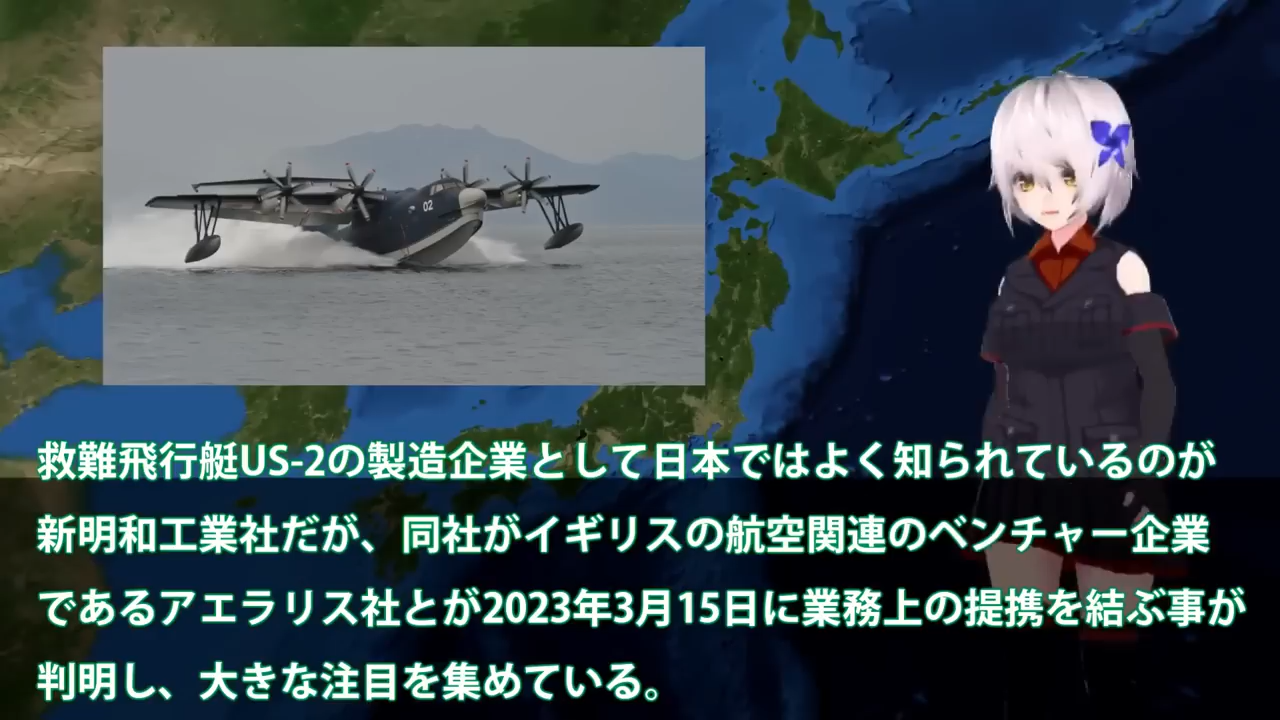 02
救難飛行艇US-2の製造企業として日本ではよく知られているのが
新明和工業社だが、同社がイギリスの航空関連のベンチャー企業
であるアエラリス社とが2023年3月15日に業務上の提携を結ぶ事が
判明し、大きな注目を集めている。